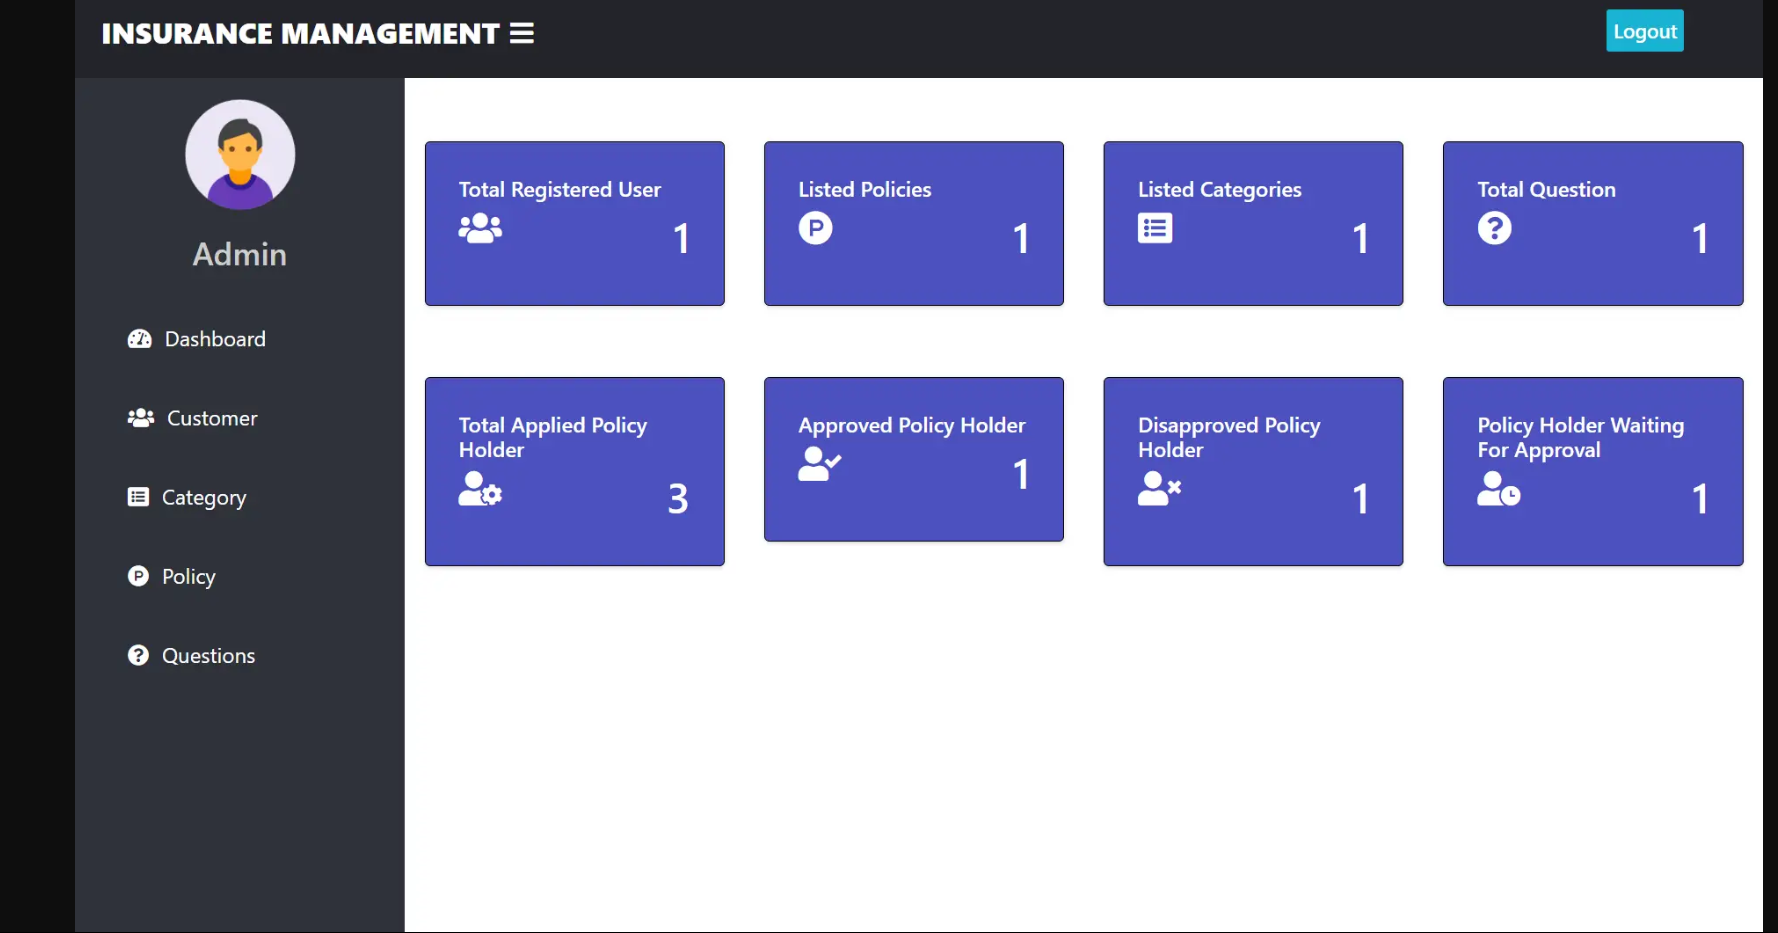 INSURANCE MANAGEMENT
Logout
Admin
Dashboard
Customer
Category
Policy
Questions
Total Registered User
1
Listed Policies
1
Listed Categories
1
Total Question
1
Total Applied Policy
Holder
3
Approved Policy Holder
1
Disapproved Policy
Holder
1
Policy Holder Waiting
For Approval
1